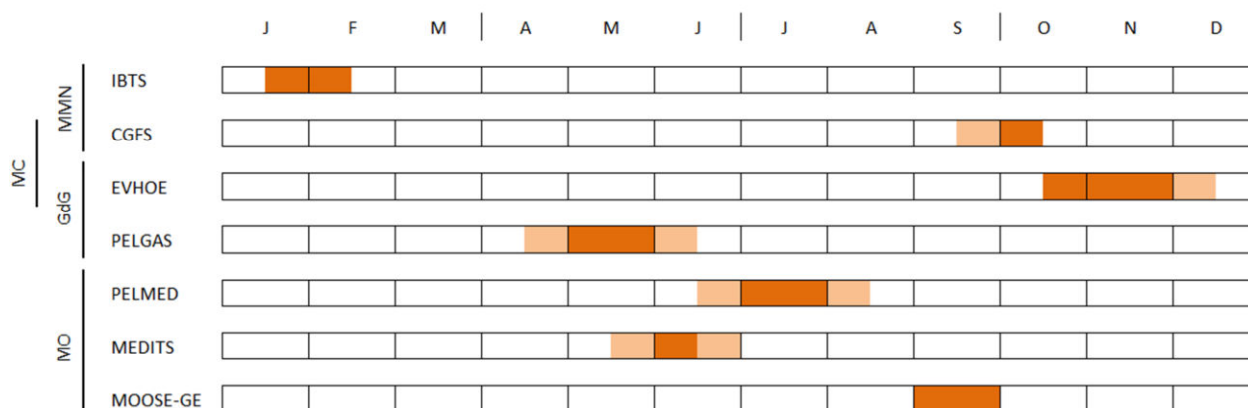 J F M A M J J A S O N D
MC
MMN
IBTS
CGFS
GdG
EVHOE
PELGAS
MO
PELMED
MEDITS
MOOSE-GE